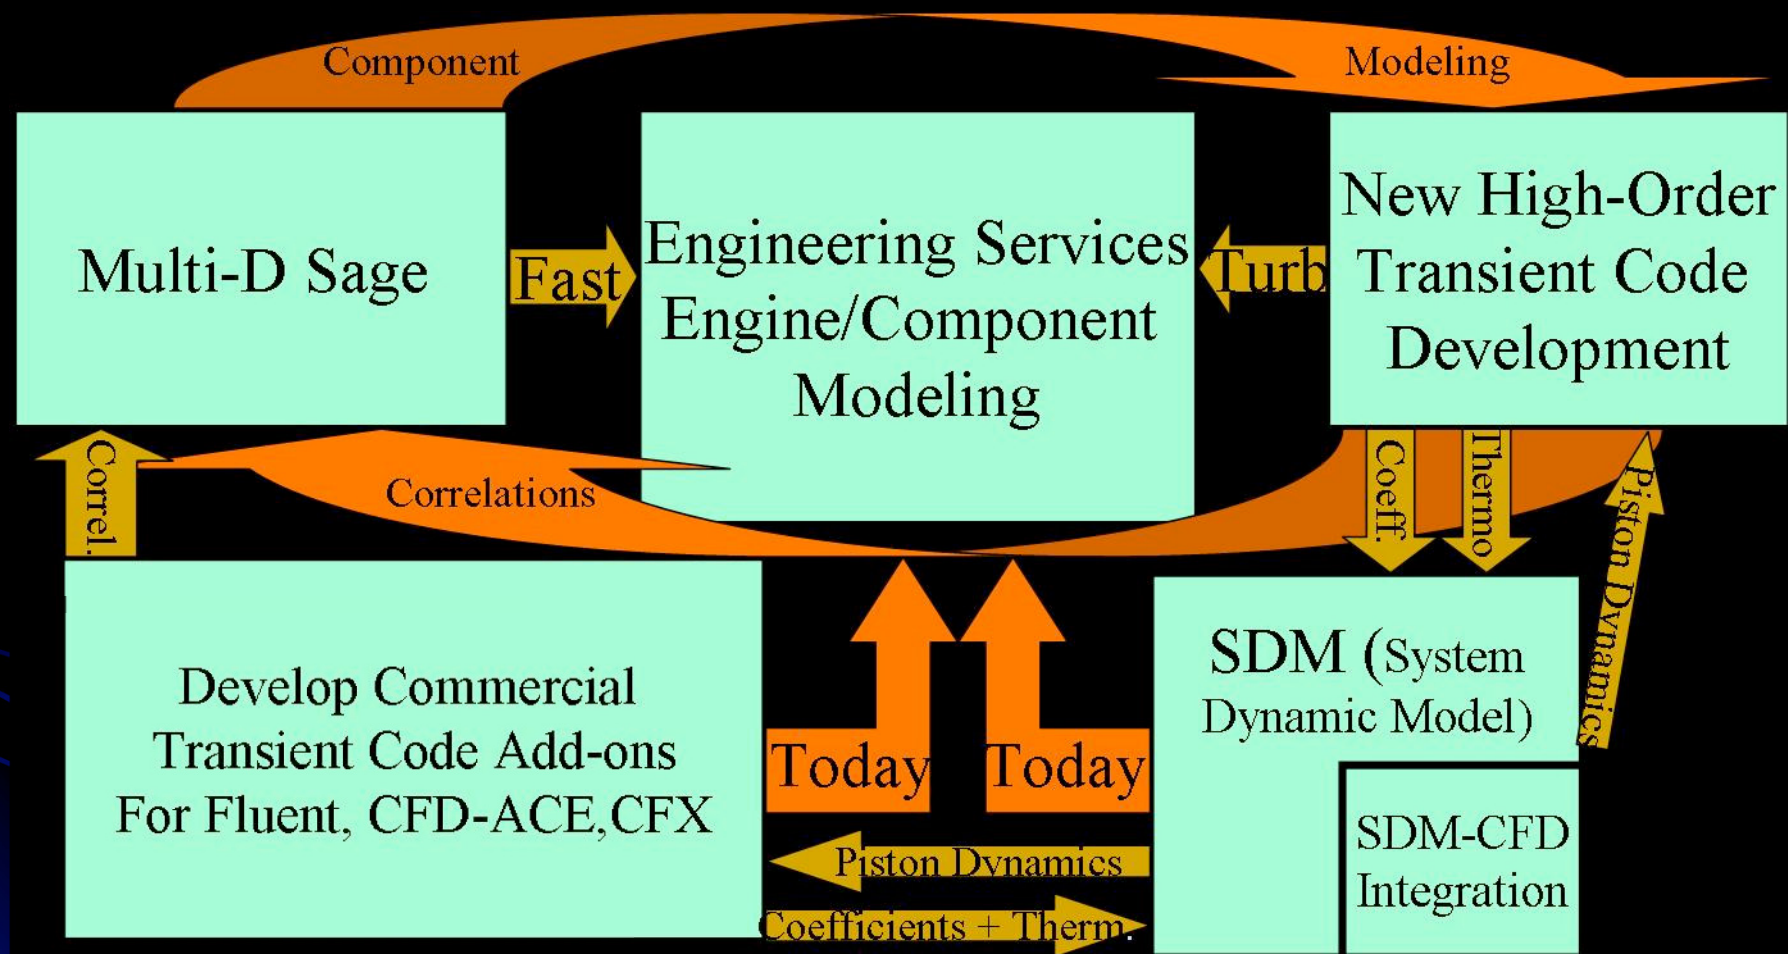 Component
Modeling
Multi-D Sage
Fast
Engineering Services
Engine/Component
Modeling
Turb
New High-Order
Transient Code
Development
Correl.
Correlations
Coeff.
Thermo
Piston Dynamics
Develop Commercial
Transient Code Add-ons
For Fluent, CFD-ACE,CFX
Today
Today
SDM (System
Dynamic Model)
SDM-CFD
Integration
Piston Dynamics
Coefficients + Therm.